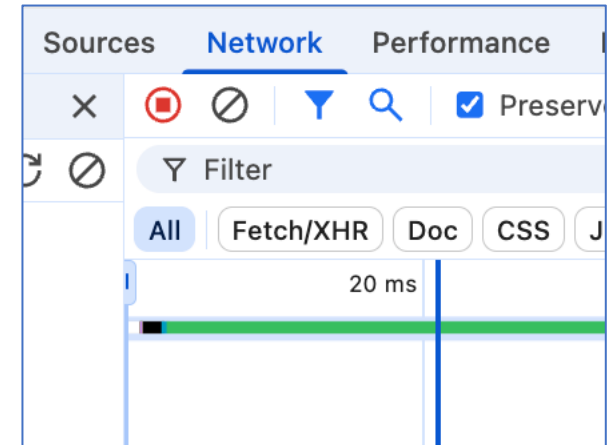 Sources Network Performance
Preserv
Filter
All Fetch/XHR Doc CSS J
20 ms